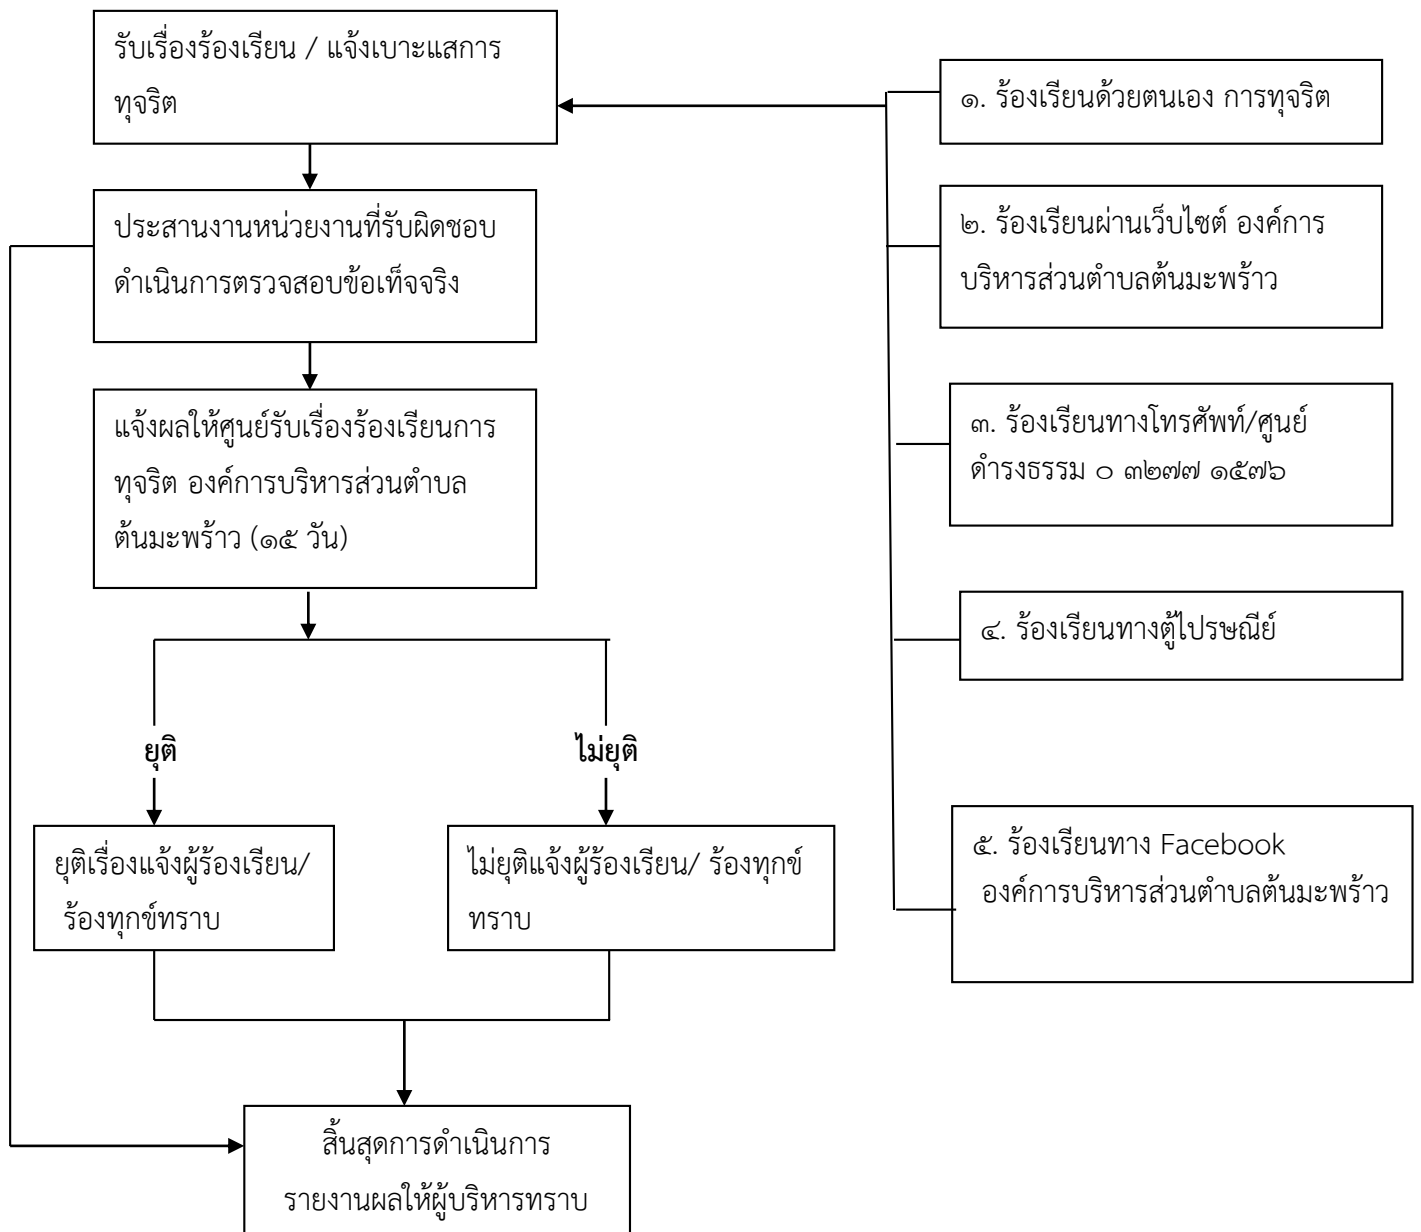 รับเรื่องร้องเรียน / แจ้งเบาะแสการ
ทุจริต
ประสานงานหน่วยงานที่รับผิดชอบ
ดำเนินการตรวจสอบข้อเท็จจริง
แจ้งผลให้ศูนย์รับเรื่องร้องเรียนการ
ทุจริต องค์การบริหารส่วนตำบล
ต้นมะพร้าว (๑๕ วัน)
ยุติ
ไม่ยุติ
ยุติเรื่องแจ้งผู้ร้องเรียน/
ร้องทุกข์ทราบ
ไม่ยุติแจ้งผู้ร้องเรียน/ ร้องทุกข์
ทราบ
สิ้นสุดการดำเนินการ
รายงานผลให้ผู้บริหารทราบ
๑. ร้องเรียนด้วยตนเอง การทุจริต
๒. ร้องเรียนผ่านเว็บไซต์ องค์การ
บริหารส่วนตำบลต้นมะพร้าว
๓. ร้องเรียนทางโทรศัพท์/ศูนย์
ดำรงธรรม ๐ ๓๒๗๗ ๑๕๗๖
๔. ร้องเรียนทางตู้ไปรษณีย์
๕. ร้องเรียนทาง Facebook
องค์การบริหารส่วนตำบลต้นมะพร้าว